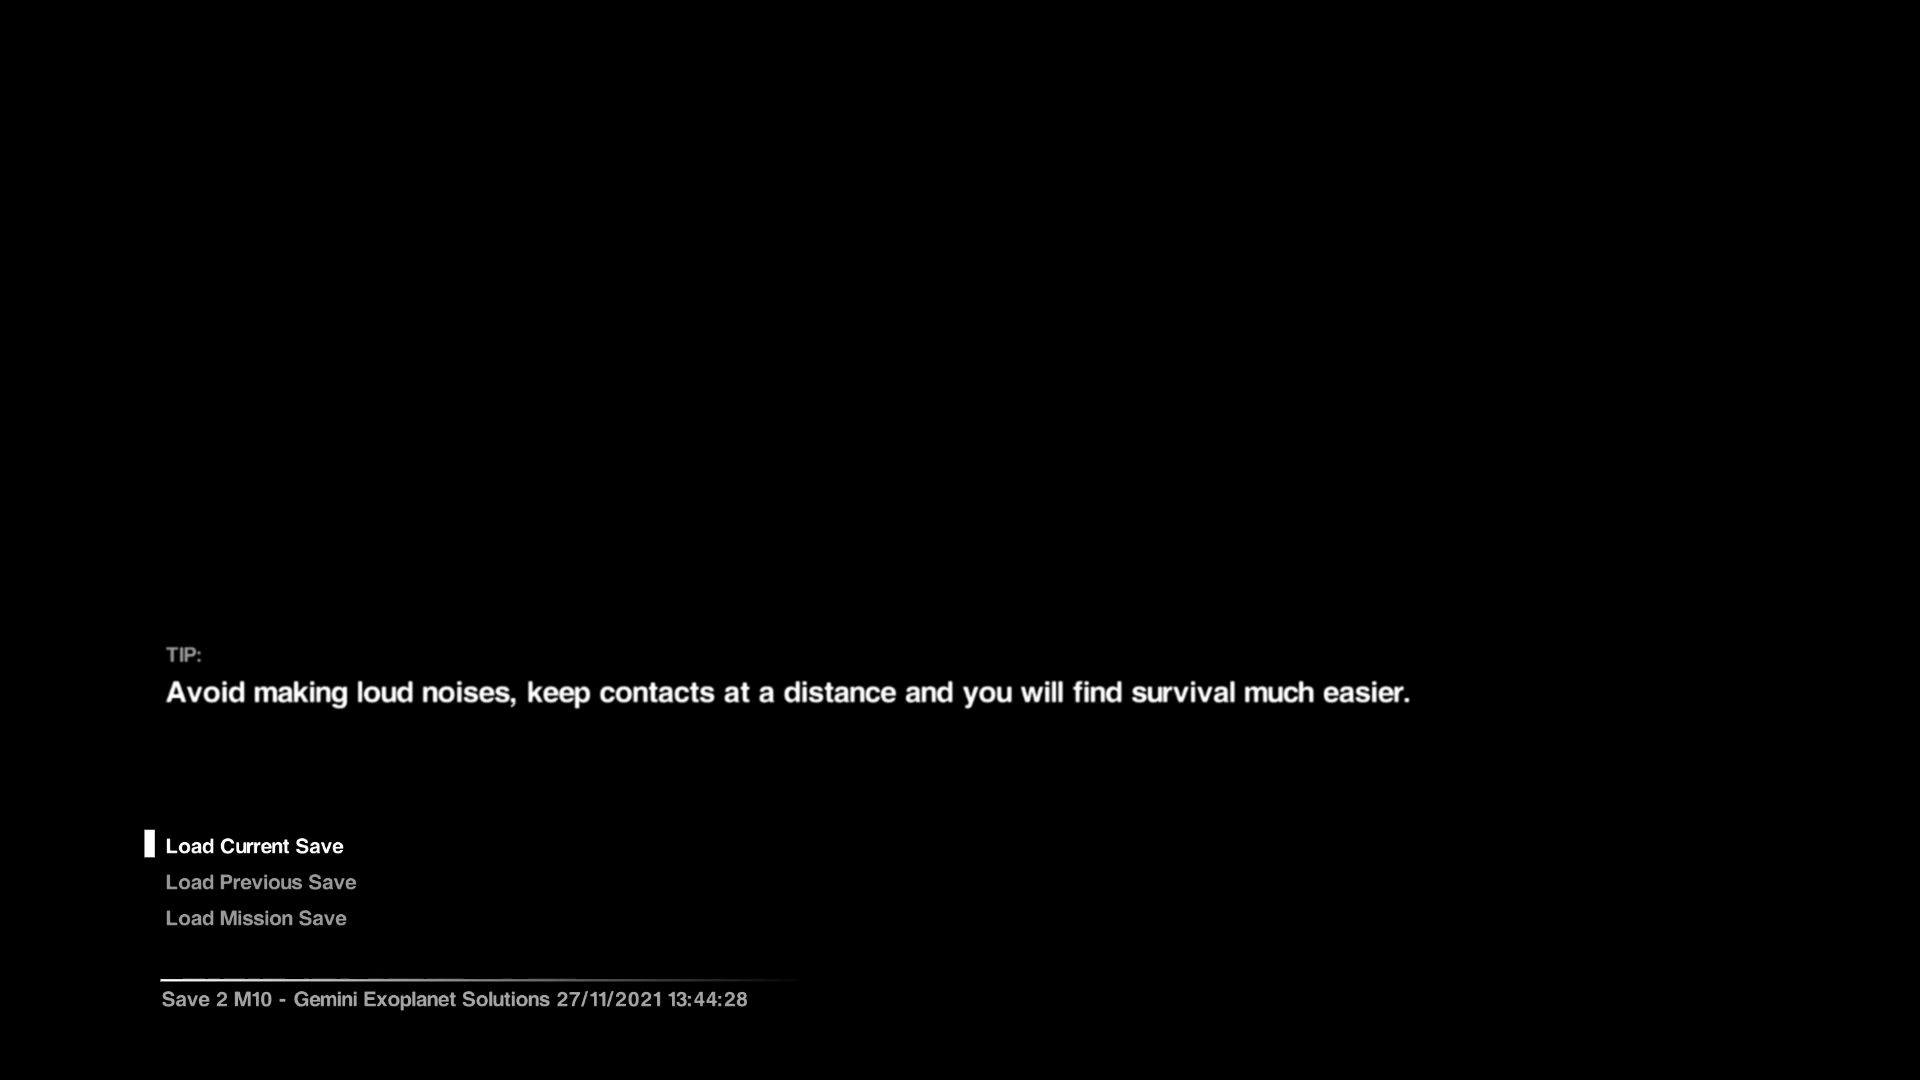 TIP:
Avoid making loud noises, keep contacts at a distance and you will find survival much easier.
Load Current Save
Load Previous Save
Load Mission Save
Save 2 M10 - Gemini Exoplanet Solutions 27/11/2021 13:44:28